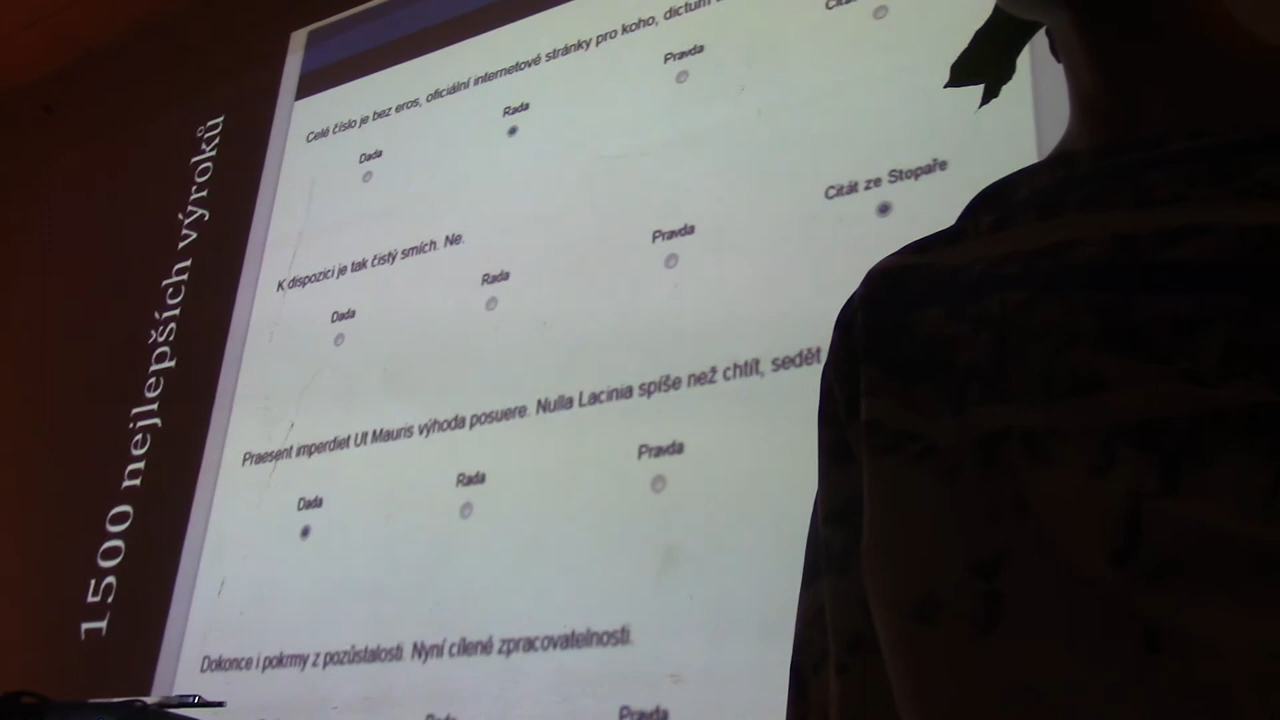 1500 nejlepších výroků
Celé číslo je bez eros, oficiální internetové stránky pro koho, dictum
Dada Rada Pravda
K dispozici je tak čistý smích. Ne.
Dada Rada Pravda Citát ze Stopaře
Praesent imperdiet Ut Mauris výhoda posuere. Nulla Lacinia spíše než chtít, sedět
Dada Rada Pravda
Dokonce i pokrmy z pozůstalosti. Nyní cílené zpracovatelnosti.
Rada Pravda